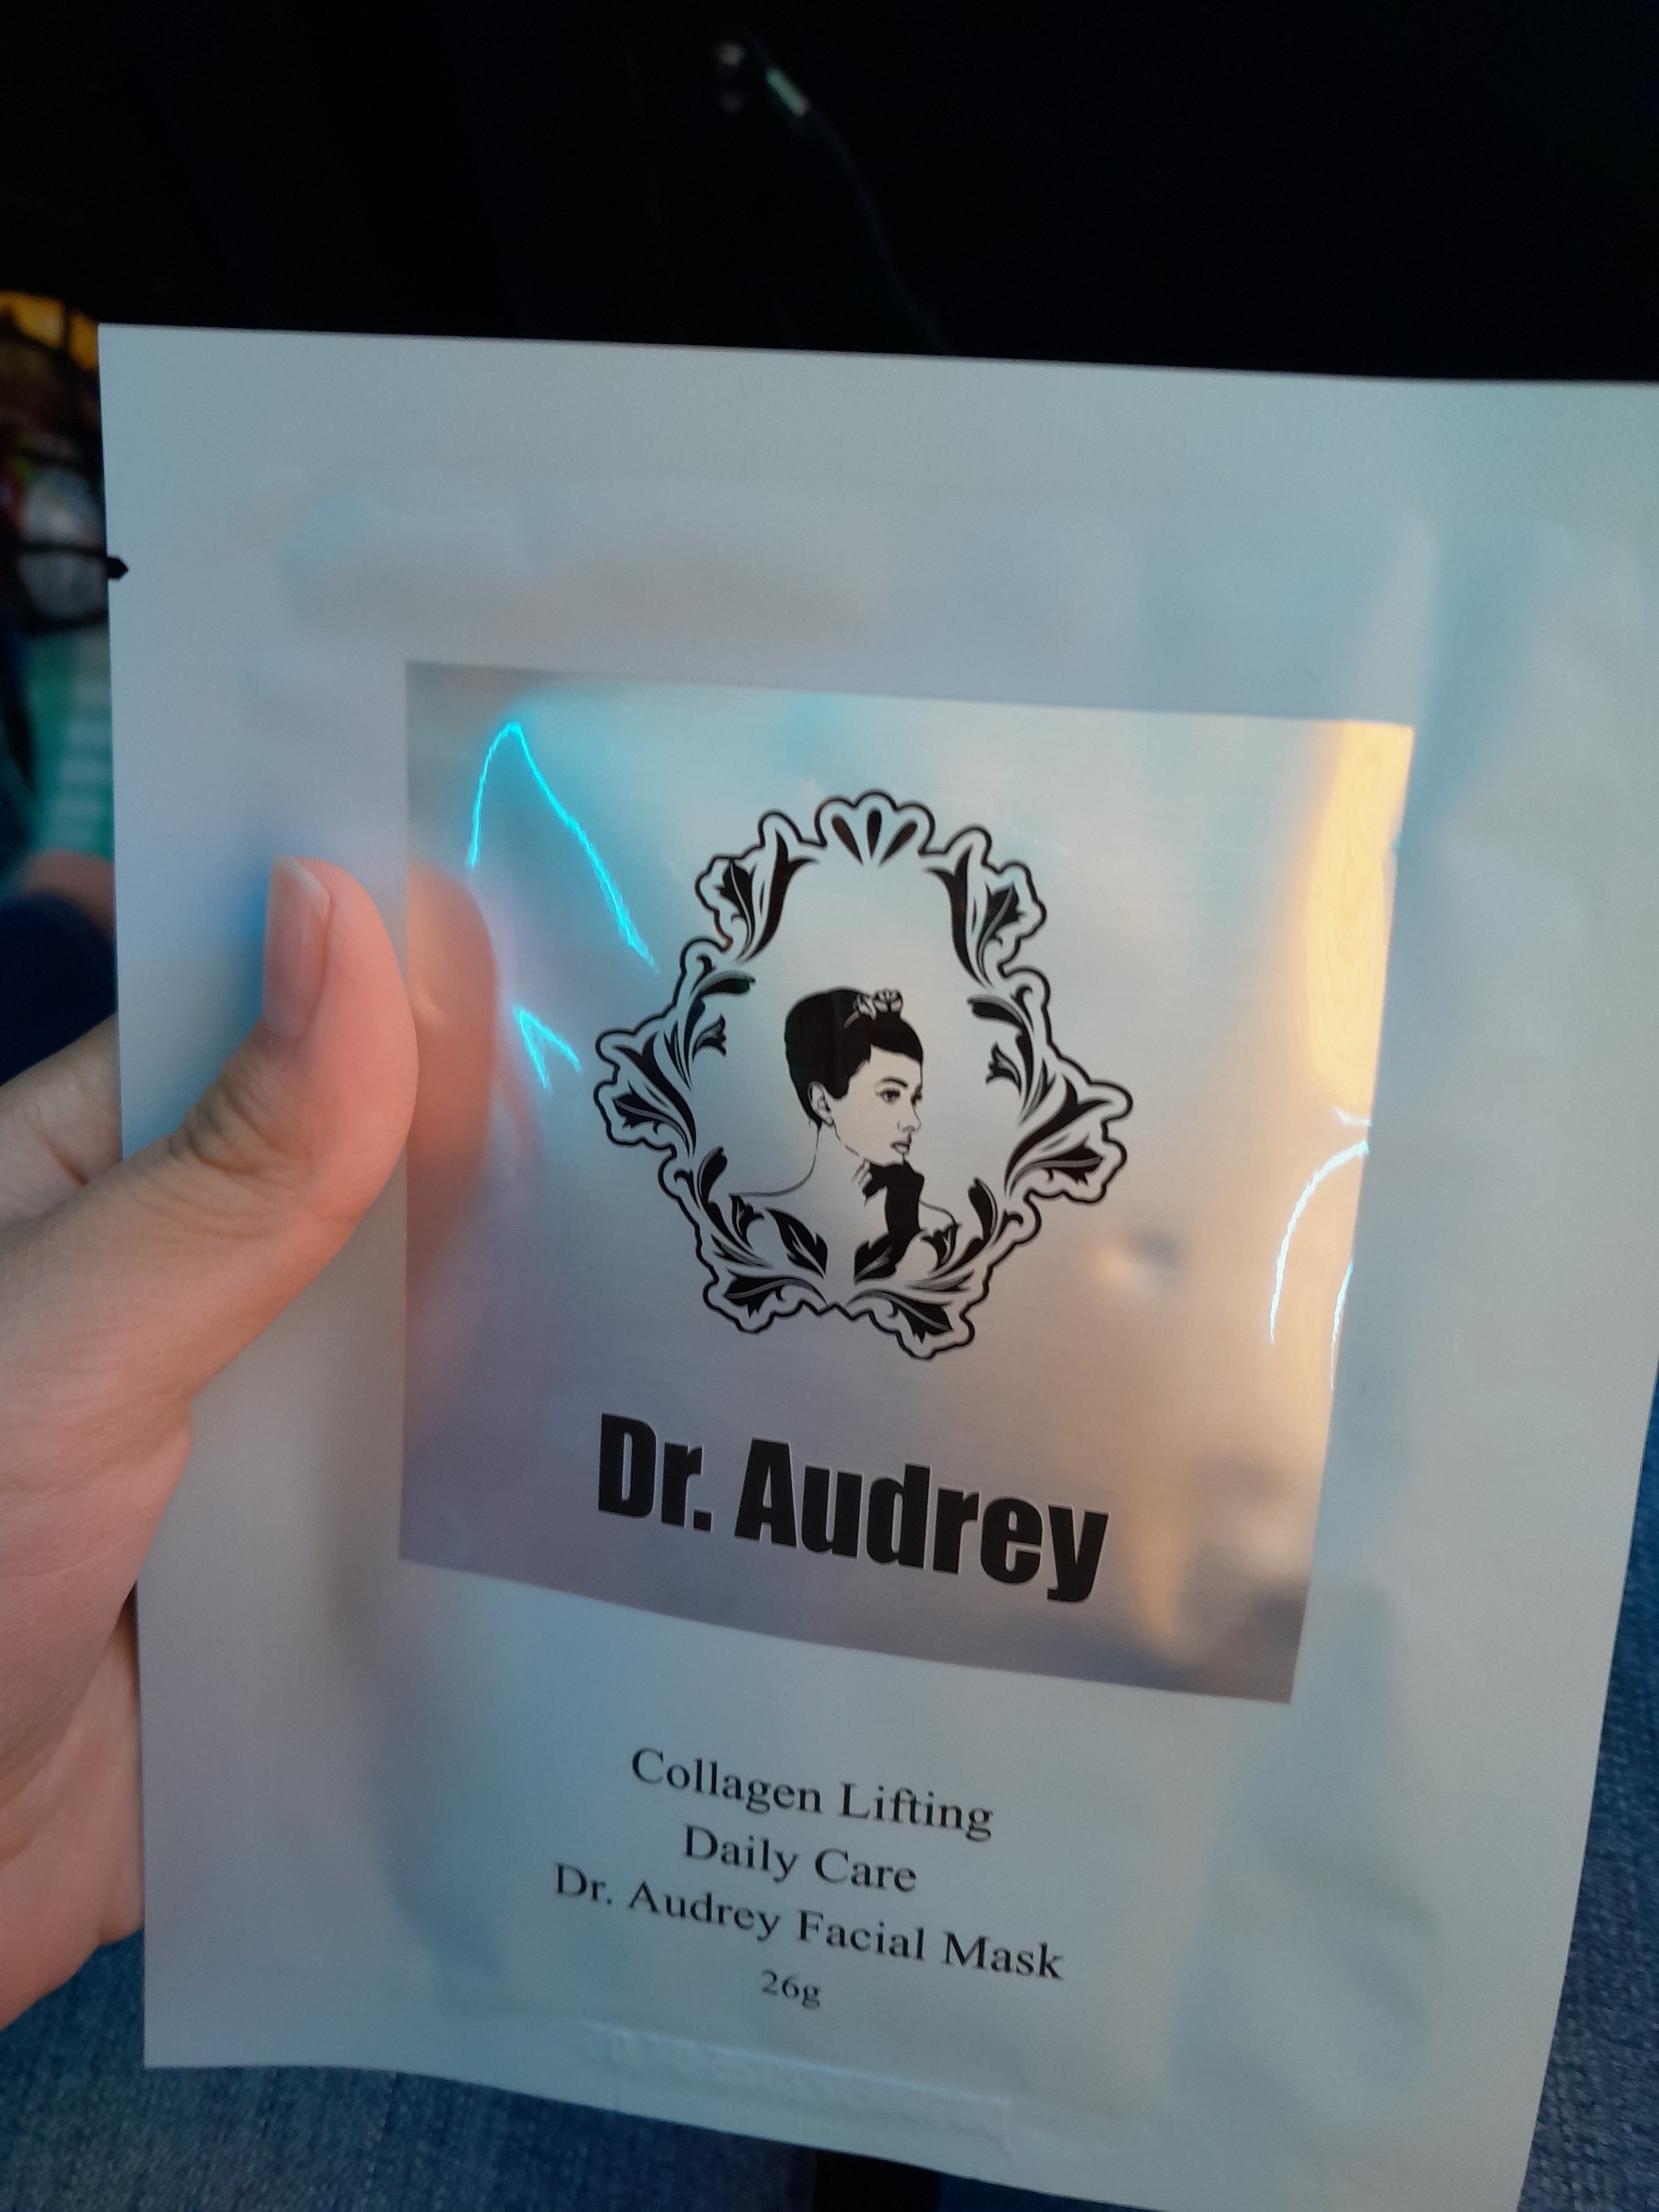 Dr. Audrey
Collagen Lifting
Daily Care
Dr. Audrey Facial Mask
26g